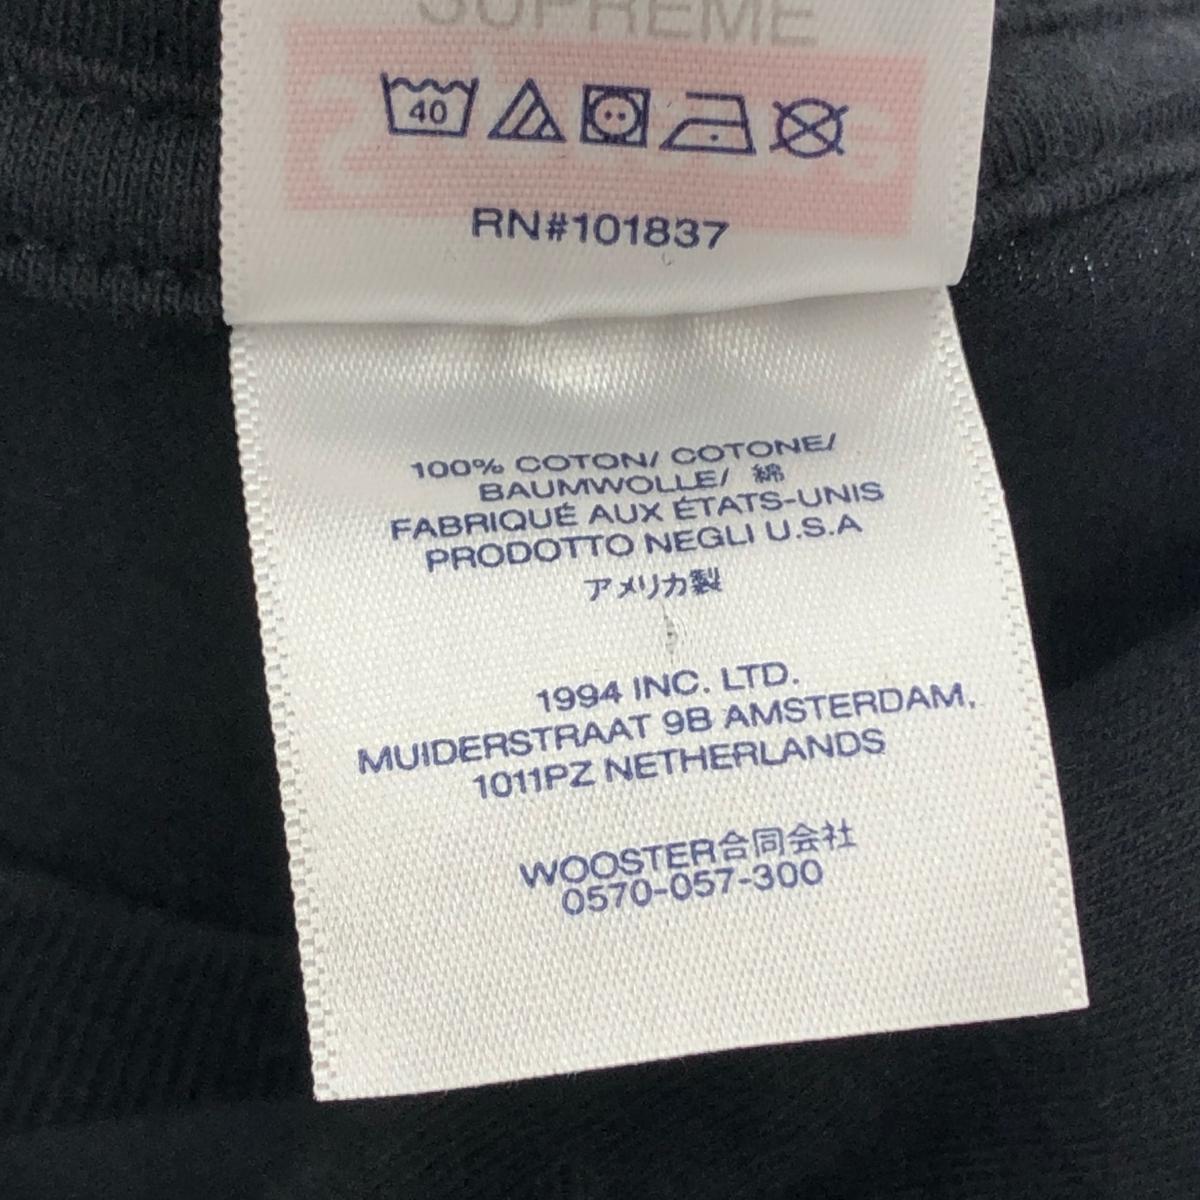 SUPREME
40
RN#101837
100% COTON/ COTONE/
BAUMWOLLE/ 綿
FABRIQUÉ AUX ÉTATS-UNIS
PRODOTTO NEGLI U.S.A
アメリカ製
1994 INC. LTD.
MUIDERSTRAAT 9B AMSTERDAM,
1011PZ NETHERLANDS
WOOSTER合同会社
0570-057-300